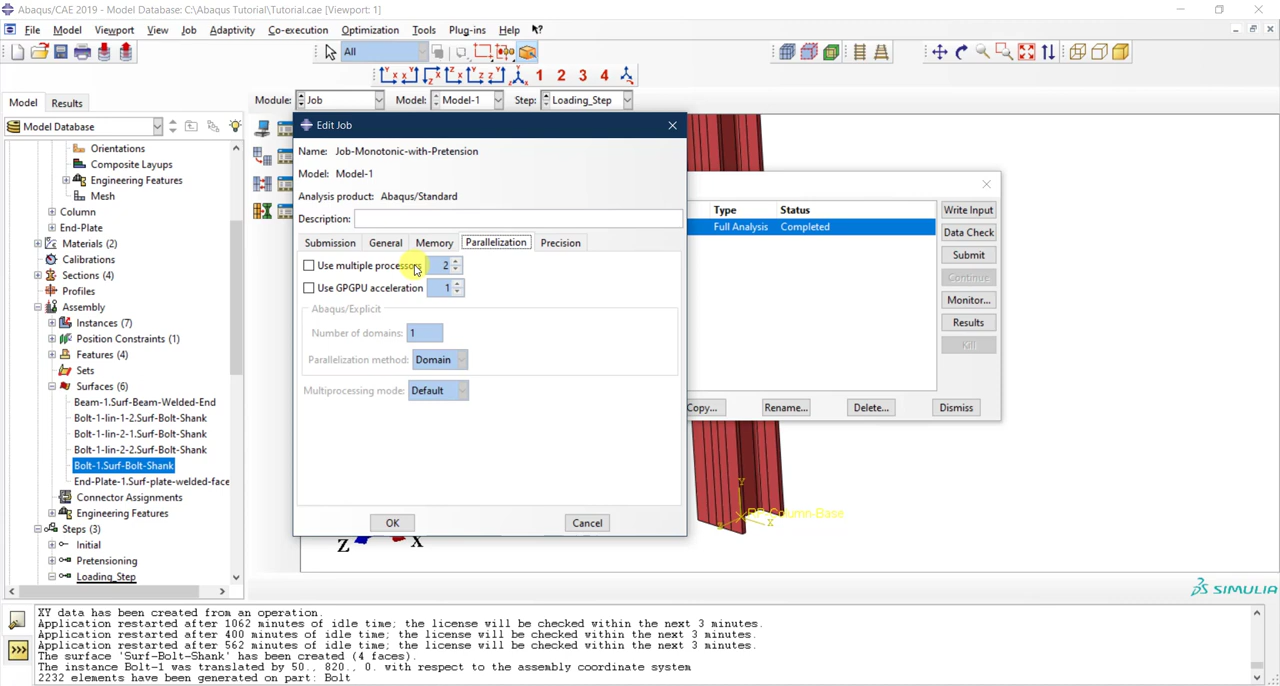 Abaqus/CAE 2019 - Model Database: C:\Abaqus Tutorial\Tutorial.cae [Viewport: 1]
File Model Viewport View Job Adaptivity Co-execution Optimization Tools Plug-ins Help
All
1 2 3 4
Model Results
Module: Job Model: Model-1 Step: Loading_Step
Model Database
Orientations
Composite Layups
Engineering Features
Mesh
Column
End-Plate
Materials (2)
Calibrations
Sections (4)
Profiles
Assembly
Instances (7)
Position Constraints (1)
Features (4)
Sets
Surfaces (6)
Beam-1.Surf-Beam-Welded-End
Bolt-1-lin-1-2.Surf-Bolt-Shank
Bolt-1-lin-2-1.Surf-Bolt-Shank
Bolt-1-lin-2-2.Surf-Bolt-Shank
Bolt-1.Surf-Bolt-Shank
End-Plate-1.Surf-plate-welded-face
Connector Assignments
Engineering Features
Steps (3)
Initial
Pretensioning
Loading_Step
Edit Job
Name: Job-Monotonic-with-Pretension
Model: Model-1
Analysis product: Abaqus/Standard
Description:
Submission General Memory Parallelization Precision
Use multiple processors 2
Use GPGPU acceleration 1
Abaqus/Explicit
Number of domains: 1
Parallelization method: Domain
Multiprocessing mode: Default
OK Cancel
Type Status
Full Analysis Completed
Write Input
Data Check
Submit
Continue
Monitor...
Results
Kill
Copy... Rename... Delete... Dismiss
Y
X
Z X
SIMULIA
XY data has been created from an operation.
Application restarted after 1062 minutes of idle time; the license will be checked within the next 3 minutes.
Application restarted after 400 minutes of idle time; the license will be checked within the next 3 minutes.
Application restarted after 562 minutes of idle time; the license will be checked within the next 3 minutes.
The surface 'Surf-Bolt-Shank' has been created (4 faces).
The instance Bolt-1 was translated by 50., 820., 0. with respect to the assembly coordinate system
2232 elements have been generated on part: Bolt